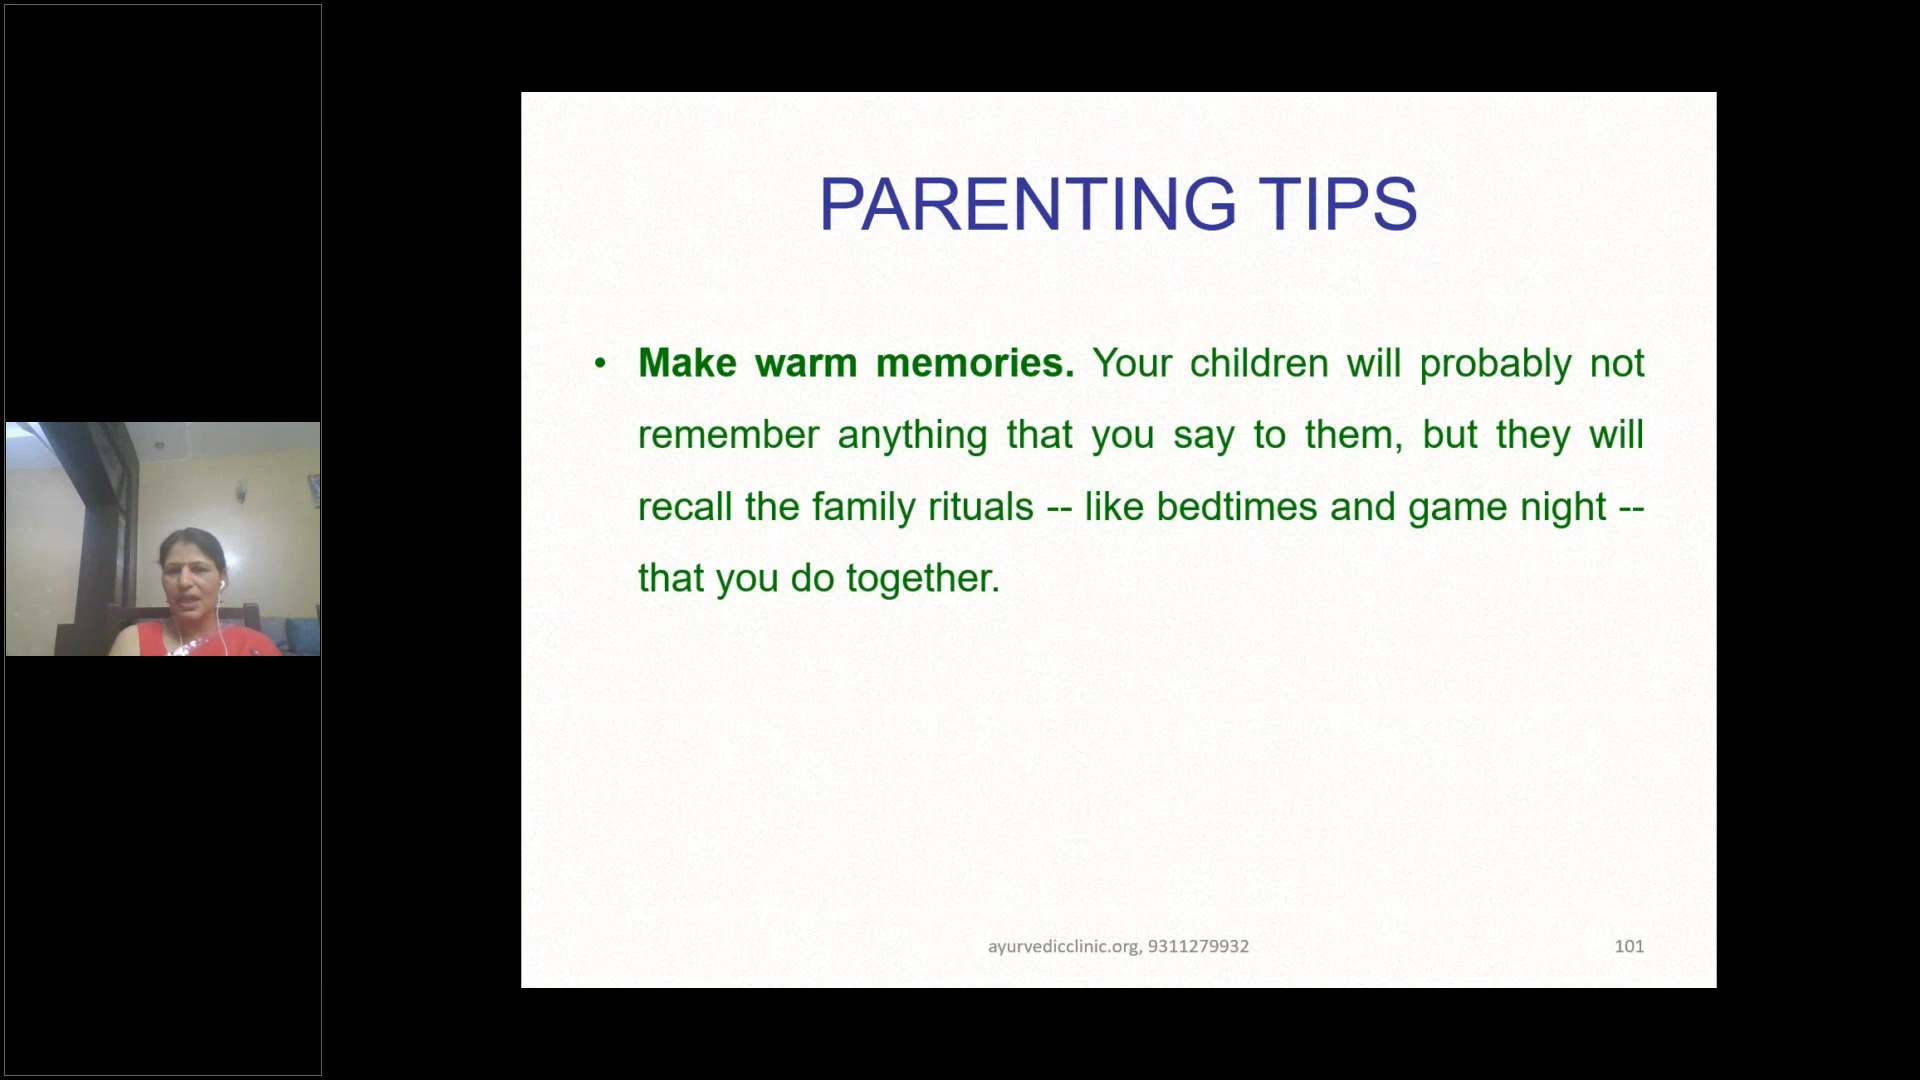 PARENTING TIPS
• Make warm memories. Your children will probably not
remember anything that you say to them, but they will
recall the family rituals -- like bedtimes and game night --
that you do together.
ayurvedicclinic.org, 9311279932
101